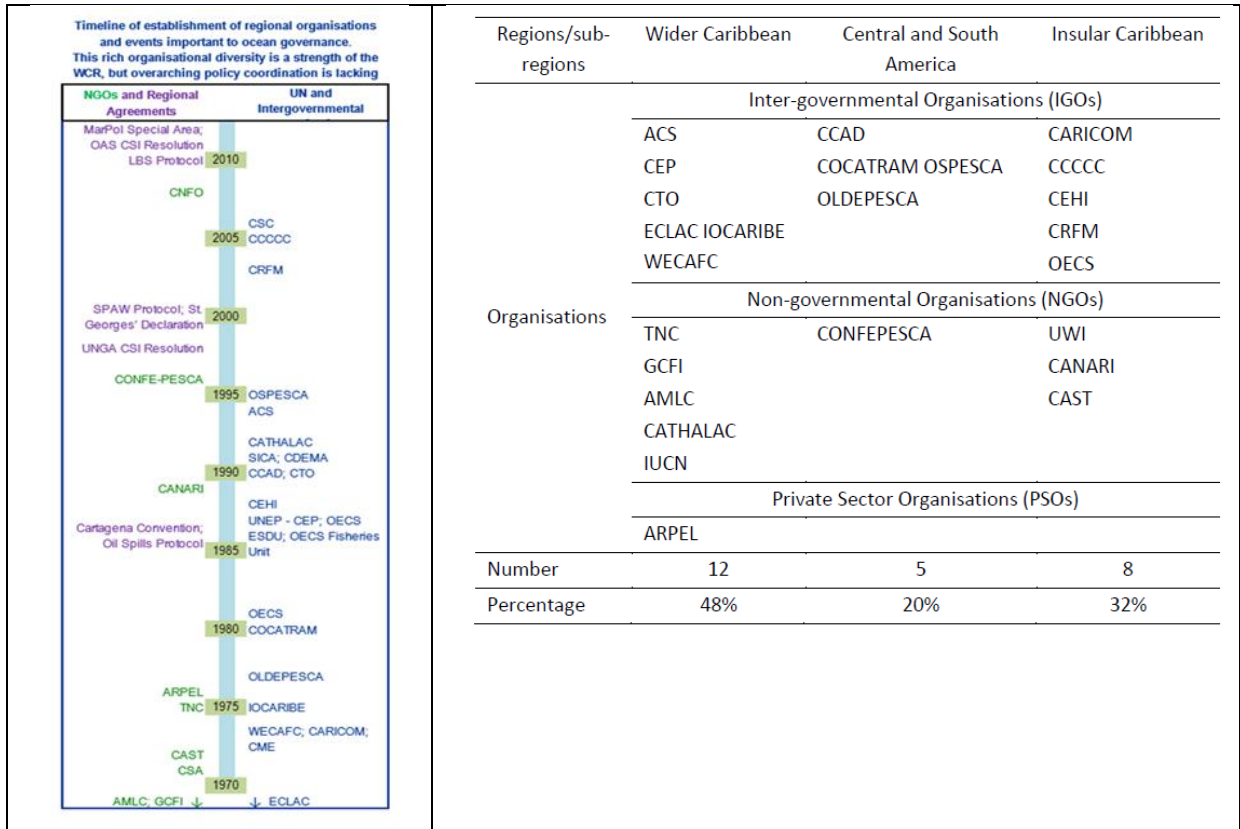 Timeline of establishment of regional organisations
and events important to ocean governance.
This rich organisational diversity is a strength of the
WCR, but overarching policy coordination is lacking
NGOs and Regional
Agreements
UN and
Intergovernmental
MarPol Special Area;
OAS CSI Resolution
LBS Protocol
2010
CNFO
CSC
2005
CCCCC
CRFM
SPAW Protocol; St.
Georges' Declaration
2000
UNGA CSI Resolution
CONFE-PESCA
1995
OSPESCA
ACS
CATHALAC
SICA; CDEMA
1990
CCAD; CTO
CANARI
CEHI
UNEP - CEP; OECS
ESDU; OECS Fisheries
Unit
Cartagena Convention;
Oil Spills Protocol
1985
OECS
1980
COCATRAM
OLDEPESCA
ARPEL
TNC
1975
IOCARIBE
WECAFC; CARICOM;
CME
CAST
CSA
1970
AMLC; GCFI ↓
↓ ECLAC
Regions/sub-
regions
Wider Caribbean
Central and South
America
Insular Caribbean
Organisations
Inter-governmental Organisations (IGOs)
ACS CCAD CARICOM
CEP COCATRAM OSPESCA CCCCC
CTO OLDEPESCA CEHI
ECLAC IOCARIBE CRFM
WECAFC OECS
Non-governmental Organisations (NGOs)
TNC CONFEPESCA UWI
GCFI CANARI
AMLC CAST
CATHALAC
IUCN
Private Sector Organisations (PSOs)
ARPEL
Number 12 5 8
Percentage 48% 20% 32%